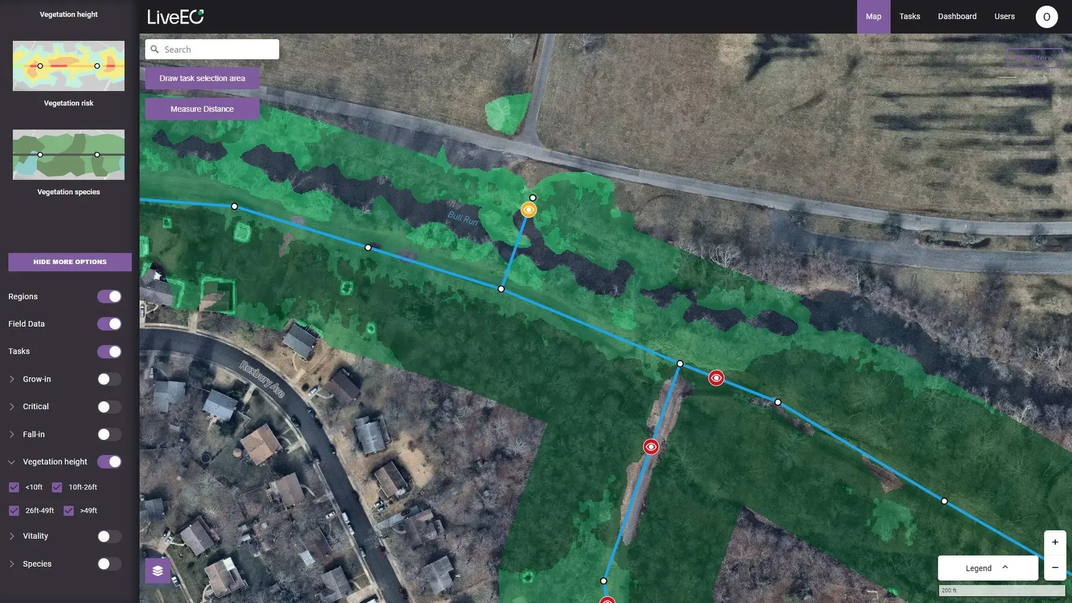 Vegetation height
Vegetation risk
Vegetation species
HIDE MORE OPTIONS
Regions
Field Data
Tasks
Grow-in
Critical
Fall-in
Vegetation height
<10ft
10ft-26ft
26ft-49ft
>49ft
Vitality
Species
LiveEO
Map
Tasks
Dashboard
Users
O
Search
Draw task selection area
Measure Distance
Bull Run
Roxbury Ave
+
−
Legend
200 ft